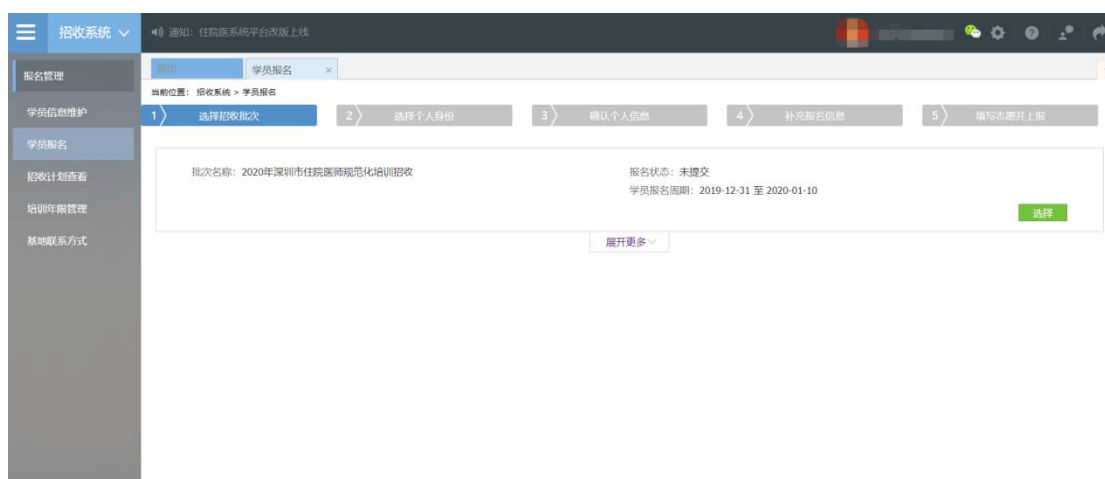 招收系统
通知：住院医系统平台改版上线
报名管理
学员信息维护
学员报名
招收计划查看
培训年限管理
基地联系方式
首页
学员报名 ×
当前位置： 招收系统 > 学员报名
1 选择招收批次
2 选择个人身份
3 确认个人信息
4 补充报名信息
5 填写志愿并上报
批次名称：2020年深圳市住院医师规范化培训招收
报名状态：未提交
学员报名周期：2019-12-31 至 2020-01-10
选择
展开更多